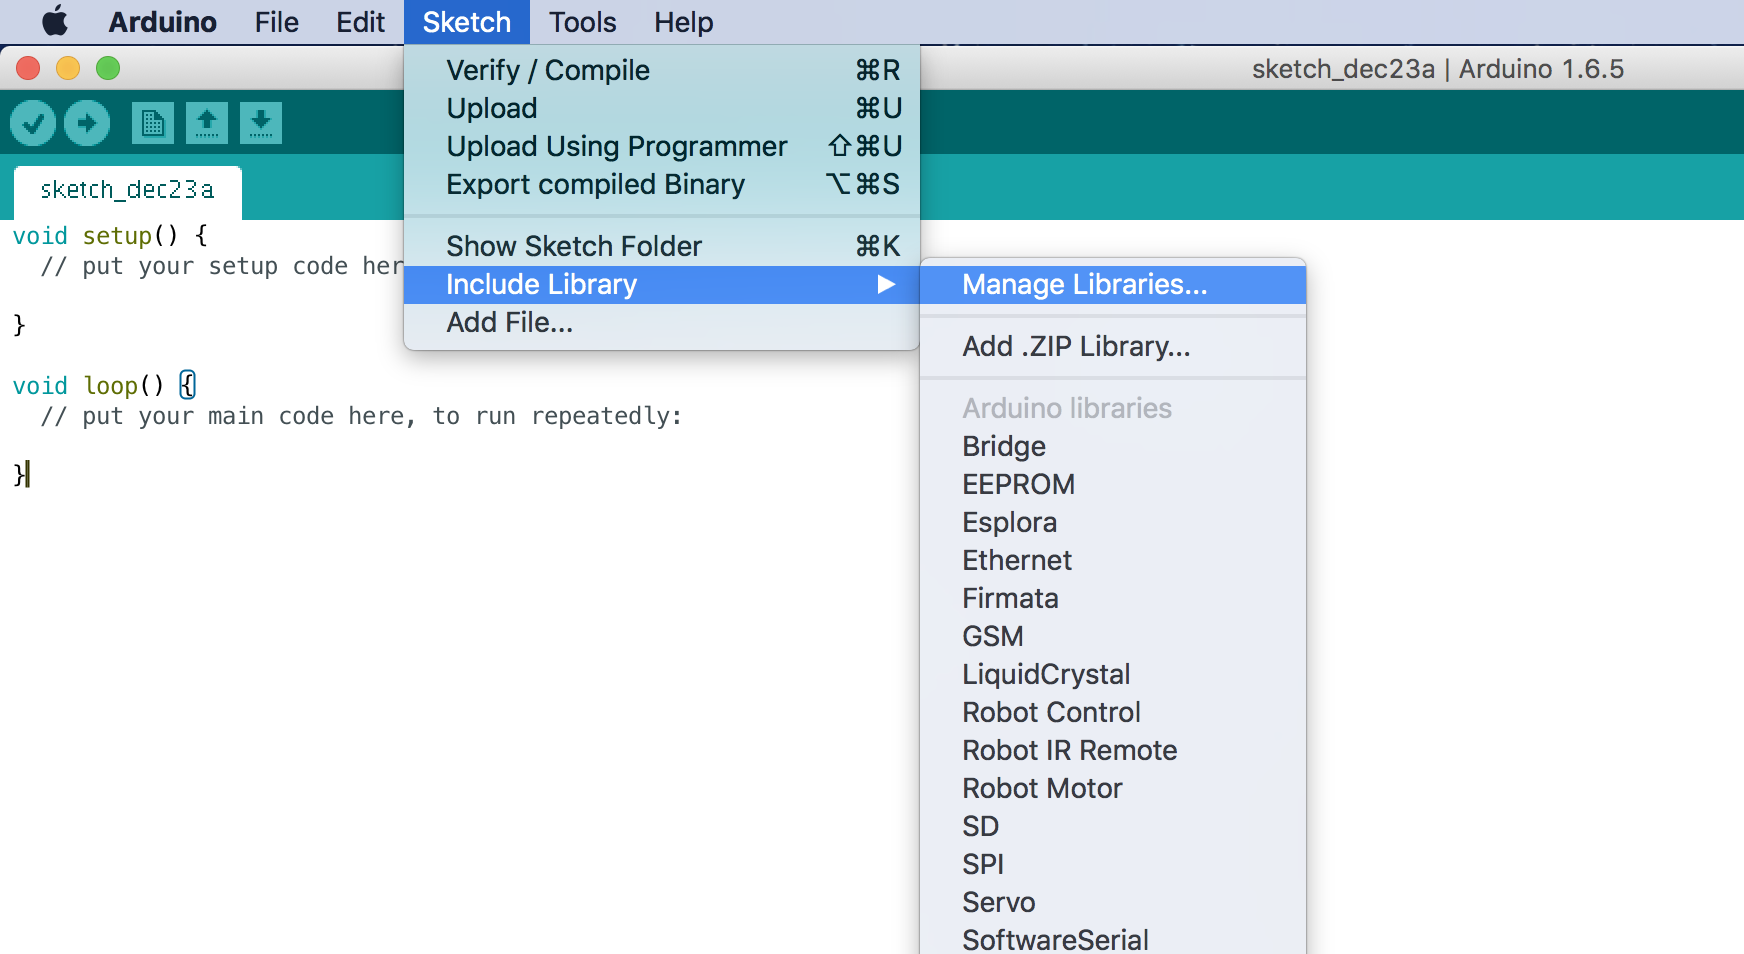 Arduino File Edit Sketch Tools Help
sketch_dec23a | Arduino 1.6.5
Verify / Compile ⌘R
Upload ⌘U
Upload Using Programmer ⇧⌘U
Export compiled Binary ⌥⌘S
Show Sketch Folder ⌘K
Include Library ▶
Add File...
Manage Libraries...
Add .ZIP Library...
Arduino libraries
Bridge
EEPROM
Esplora
Ethernet
Firmata
GSM
LiquidCrystal
Robot Control
Robot IR Remote
Robot Motor
SD
SPI
Servo
SoftwareSerial
sketch_dec23a
void setup() {
// put your setup code her
}
void loop() {
// put your main code here, to run repeatedly:
}